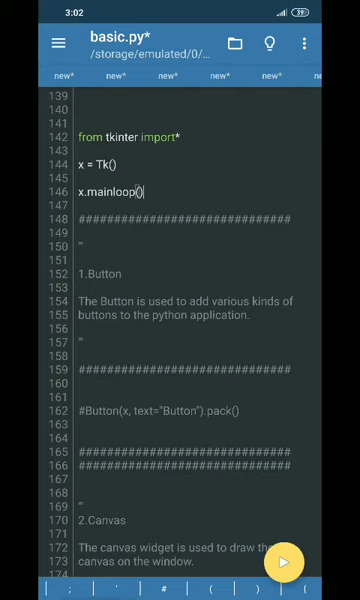 3:02
39
basic.py*
/storage/emulated/0/...
new* new* new* new* new* ne
139
140
141
142 from tkinter import*
143
144 x = Tk()
145
146 x.mainloop()
147
148 ##############################
149
150 '''
151
152 1.Button
153
154 The Button is used to add various kinds of
155 buttons to the python application.
156
157 '''
158
159 ##############################
160
161
162 #Button(x, text="Button").pack()
163
164
165 ##############################
166 ##############################
167
168
169 '''
170 2.Canvas
171
172 The canvas widget is used to draw the
173 canvas on the window.
174
; ' # ( ) [